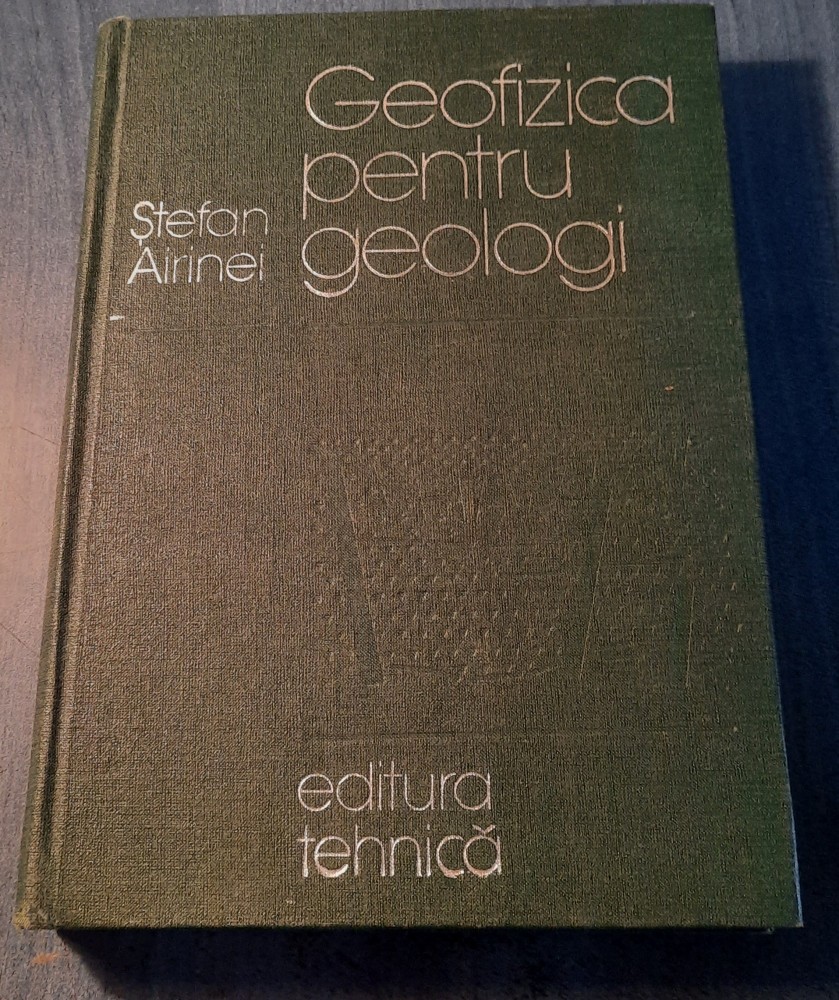 Geofizica
pentru
geologi
Ștefan
Airinei
editura
tehnică